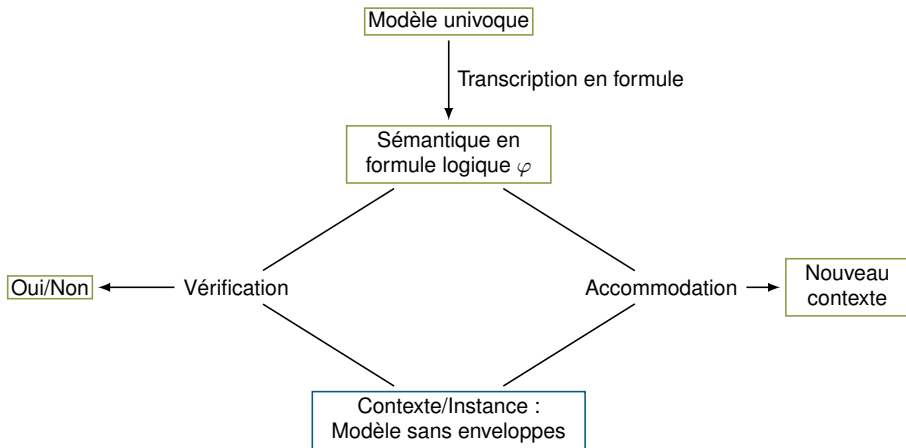 Modèle univoque
Transcription en formule
Sémantique en
formule logique φ
Oui/Non
Vérification
Accommodation
Nouveau
contexte
Contexte/Instance :
Modèle sans enveloppes